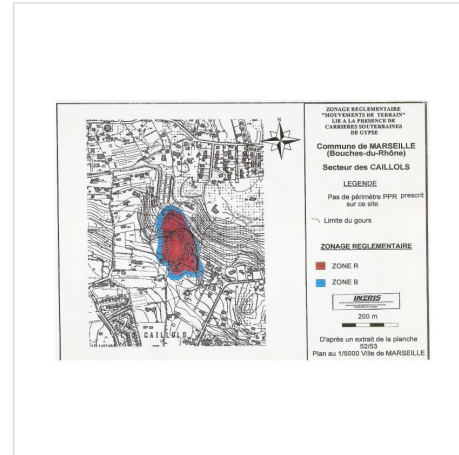 N
CAILLOLS
ZONAGE REGLEMENTAIRE
"MOUVEMENTS DE TERRAIN"
LIE A LA PRESENCE DE
CARRIERES SOUTERRAINES
DE GYPSE
Commune de MARSEILLE
(Bouches-du-Rhône)
Secteur des CAILLOLS
LEGENDE
Pas de périmètre PPR prescrit
sur ce site
Limite du gours
ZONAGE REGLEMENTAIRE
ZONE R
ZONE B
INERIS
200 m
D'après un extrait de la planche
52/53
Plan au 1/5000 Ville de MARSEILLE